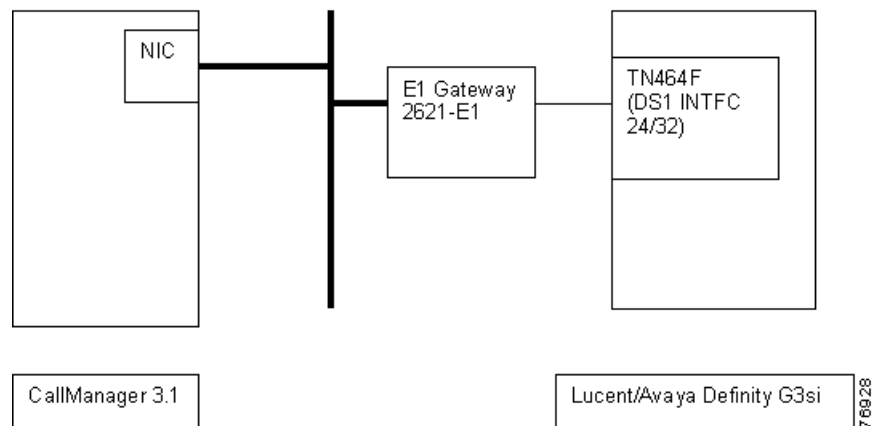 NIC
E1 Gateway
2621-E1
TN464F
(DS1 INTFC
24/32)
CallManager 3.1
Lucent/Avaya Definity G3si
76928